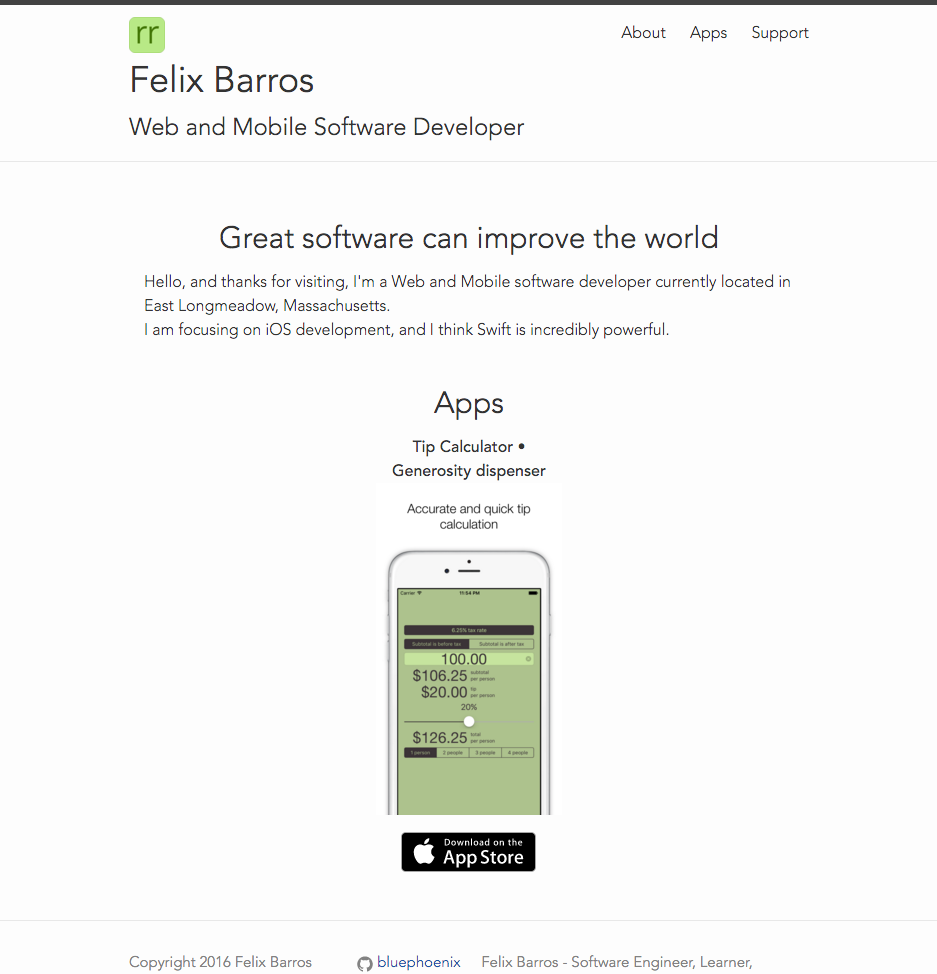 rr
About Apps Support
Felix Barros
Web and Mobile Software Developer
Great software can improve the world
Hello, and thanks for visiting, I'm a Web and Mobile software developer currently located in
East Longmeadow, Massachusetts.
I am focusing on iOS development, and I think Swift is incredibly powerful.
Apps
Tip Calculator •
Generosity dispenser
Accurate and quick tip
calculation
Carrier 11:54 PM
6.25% tax rate
Subtotal is before tax Subtotal is after tax
100.00
$106.25 subtotal per person
$20.00 tip per person
20%
$126.25 total per person
1 person 2 people 3 people 4 people
Download on the
App Store
Copyright 2016 Felix Barros bluephoenix Felix Barros - Software Engineer, Learner,